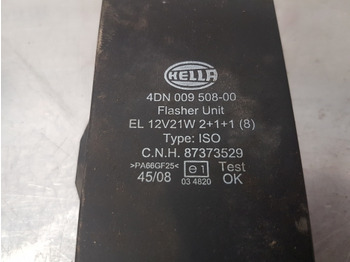 HELLA
4DN 009 508-00
Flasher Unit
EL 12V21W 2+1+1 (8)
Type: ISO
C.N.H. 87373529
>PA66GF25< e1 Test
45/08 03 4820 OK